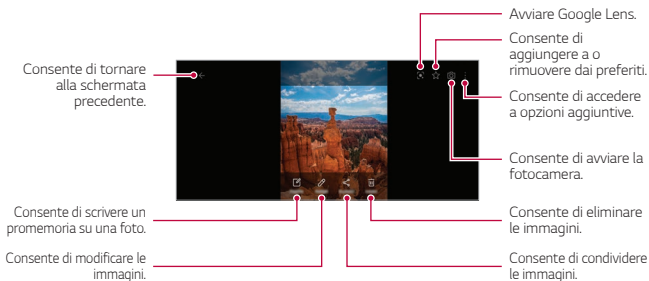 Avviare Google Lens.
Consente di
aggiungere a o
rimuovere dai preferiti.
Consente di tornare
alla schermata
precedente.
Consente di accedere
a opzioni aggiuntive.
Consente di avviare la
fotocamera.
Consente di scrivere un
promemoria su una foto.
Consente di eliminare
le immagini.
Consente di modificare le
immagini.
Consente di condividere
le immagini.